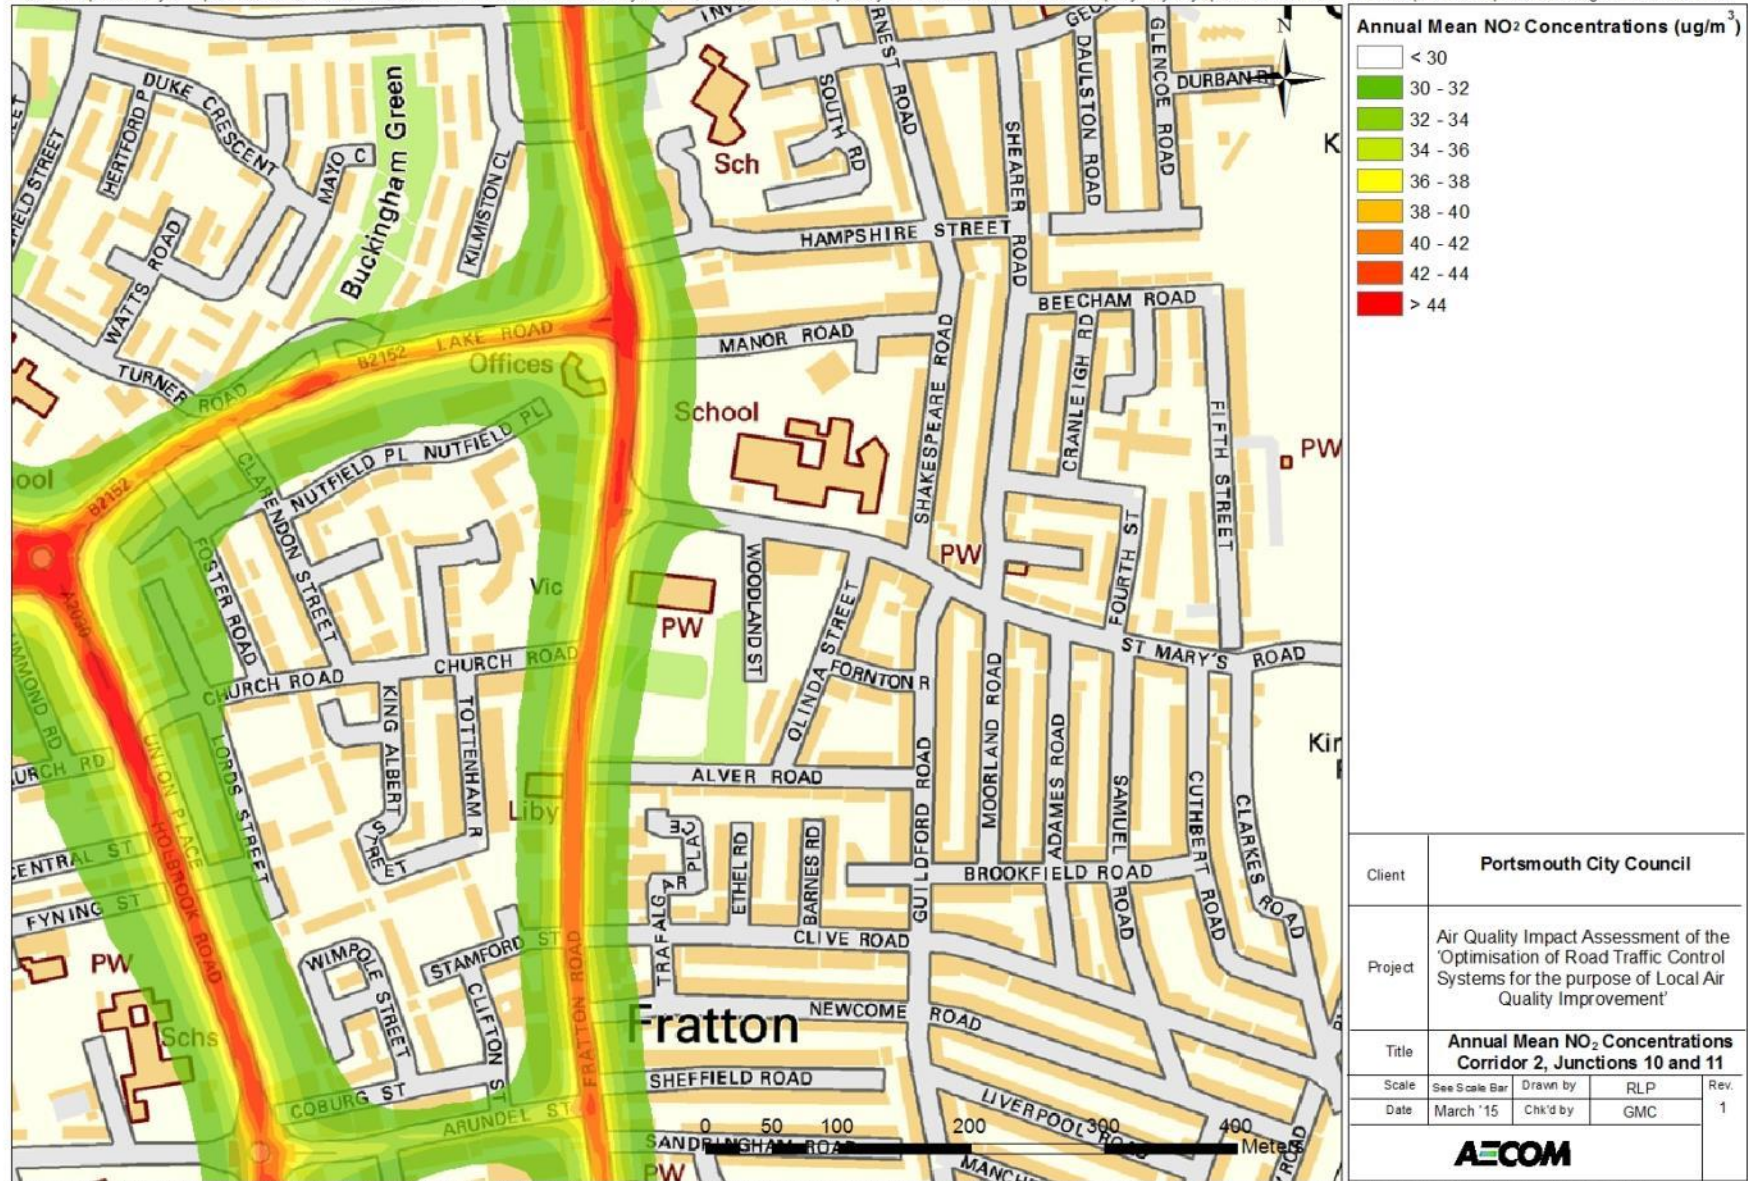 Annual Mean NO2 Concentrations (ug/m3)
N
< 30
30 - 32
32 - 34
34 - 36
36 - 38
38 - 40
40 - 42
42 - 44
> 44
DUKE CRESCENT
MAYO C
Buckingham Green
KILMISTON CL
WATTS ROAD
TURNER
ROAD
B2152 LAKE ROAD
Offices
Sch
SOUTH RD
ROAD
SHEARER ROAD
DAULSTON ROAD
GLENCOE ROAD
DURBAN R
HAMPSHIRE STREET
BEECHAM ROAD
MANOR ROAD
School
SHAKESPEARE ROAD
CRANLEIGH RD
FIFTH STREET
PW
NUTFIELD PL NUTFIELD PL
CLARENDON STREET
B2152
A2030
FOSTER ROAD
Vic
PW
WOODLAND ST
OLINDA STREET
PW
FOURTH ST
ST MARY'S ROAD
FORNTON R
CHURCH ROAD
CHURCH ROAD
KING ALBERT
STREET
TOTTENHAM R
LORDS STREET
UNION PLACE
HOLBROOK ROAD
Liby
ALVER ROAD
GUILDFORD ROAD
MOORLAND ROAD
ADAMES ROAD
SAMUEL ROAD
CUTHBERT ROAD
CLARKES ROAD
ETHEL RD
BARNES RD
BROOKFIELD ROAD
CENTRAL ST
FYNING ST
PW
Schs
WIMPOLE STREET
STAMFORD ST
CLIFTON ST
CLIVE ROAD
FRATTON ROAD
Fratton
NEWCOME ROAD
SHEFFIELD ROAD
LIVERPOOL ROAD
COBURG ST
ARUNDEL ST
SANDRINGHAM ROAD
PW
0 50 100 200 300 400
Meters
Client
Portsmouth City Council
Project
Air Quality Impact Assessment of the
'Optimisation of Road Traffic Control
Systems for the purpose of Local Air
Quality Improvement'
Title
Annual Mean NO2 Concentrations
Corridor 2, Junctions 10 and 11
Scale See Scale Bar Drawn by RLP Rev.
Date March '15 Chk'd by GMC 1
AECOM